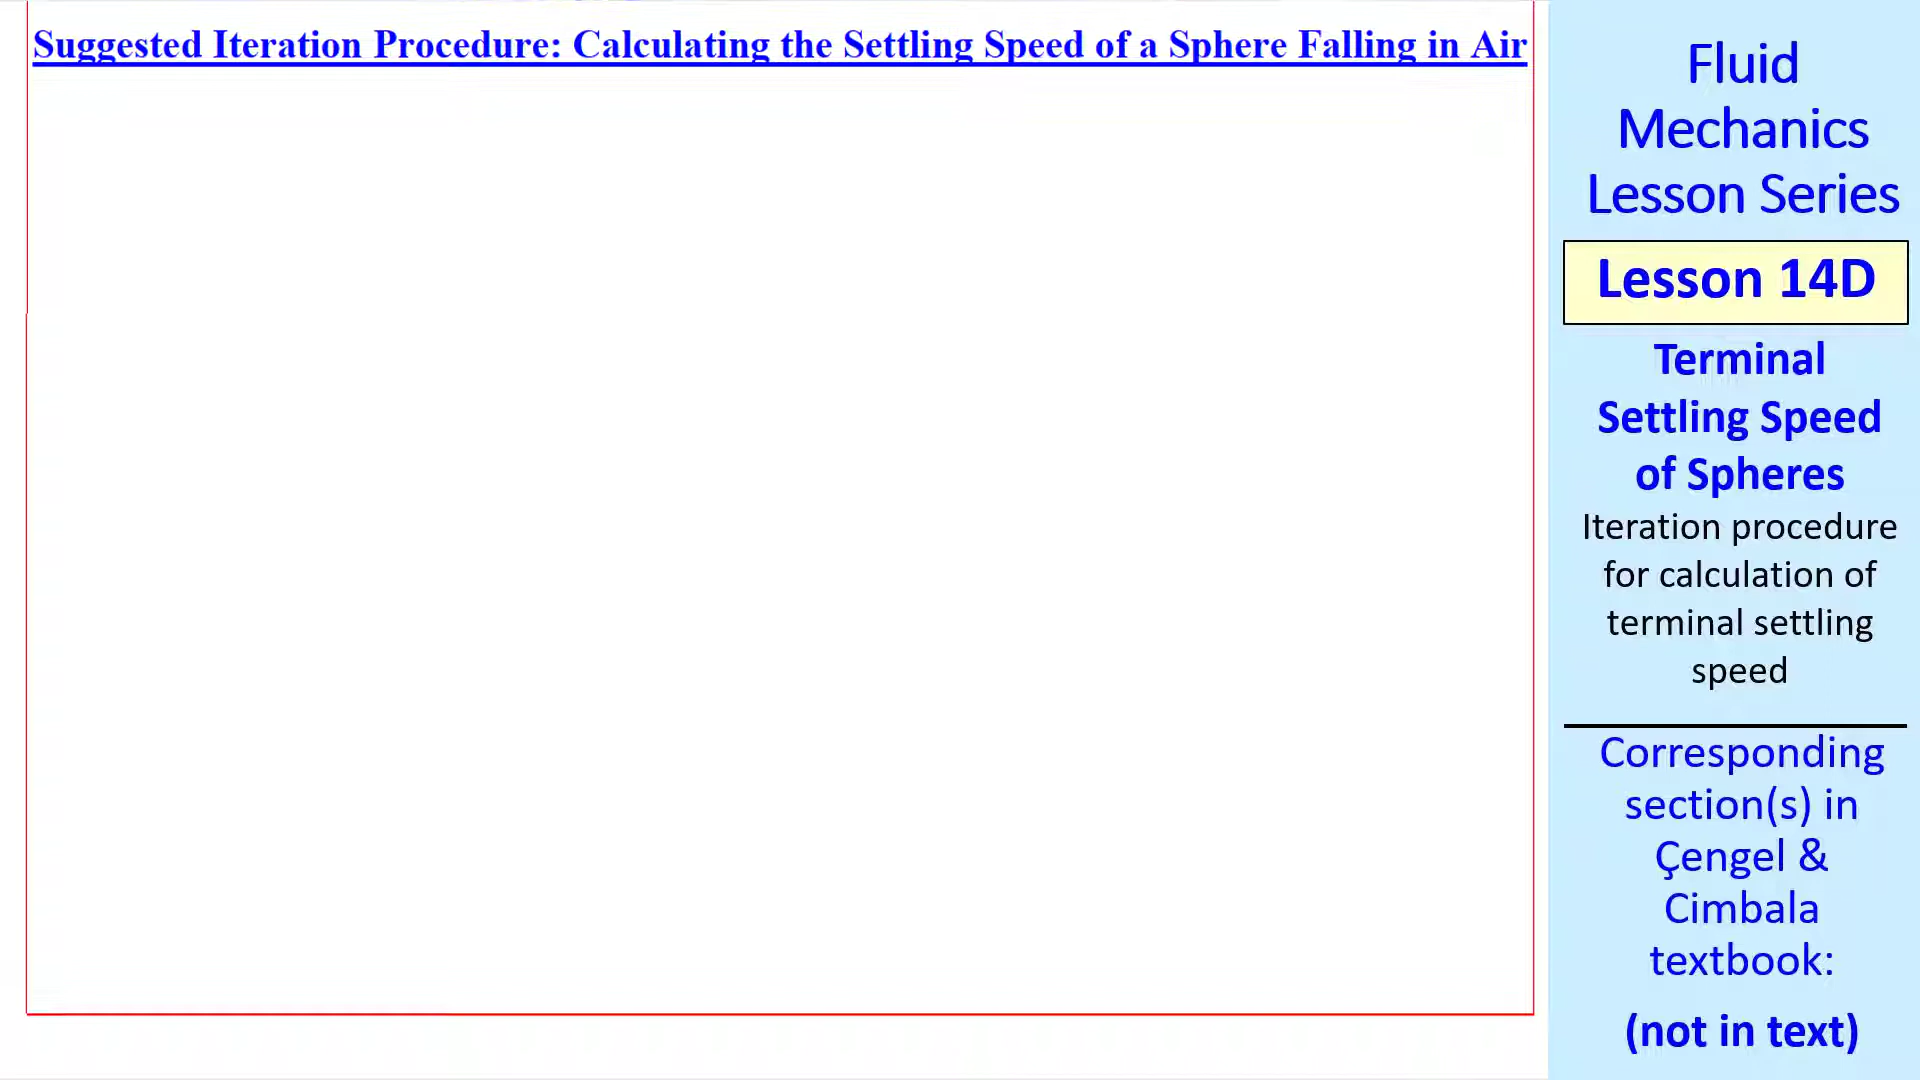 Suggested Iteration Procedure: Calculating the Settling Speed of a Sphere Falling in Air
Fluid
Mechanics
Lesson Series
Lesson 14D
Terminal
Settling Speed
of Spheres
Iteration procedure
for calculation of
terminal settling
speed
Corresponding
section(s) in
Çengel &
Cimbala
textbook:
(not in text)